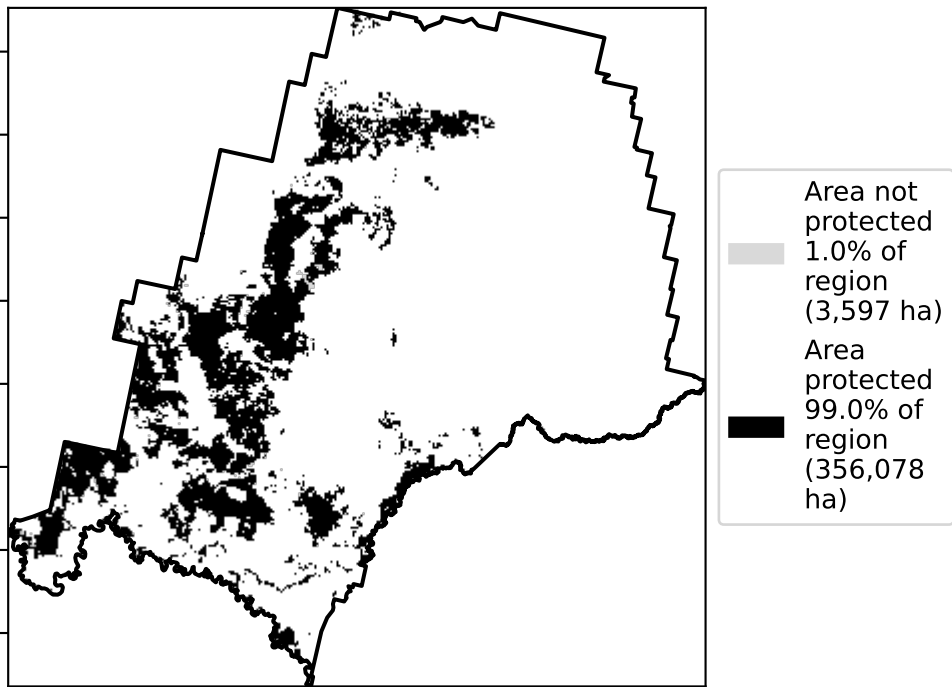 Area not
protected
1.0% of
region
(3,597 ha)
Area
protected
99.0% of
region
(356,078
ha)